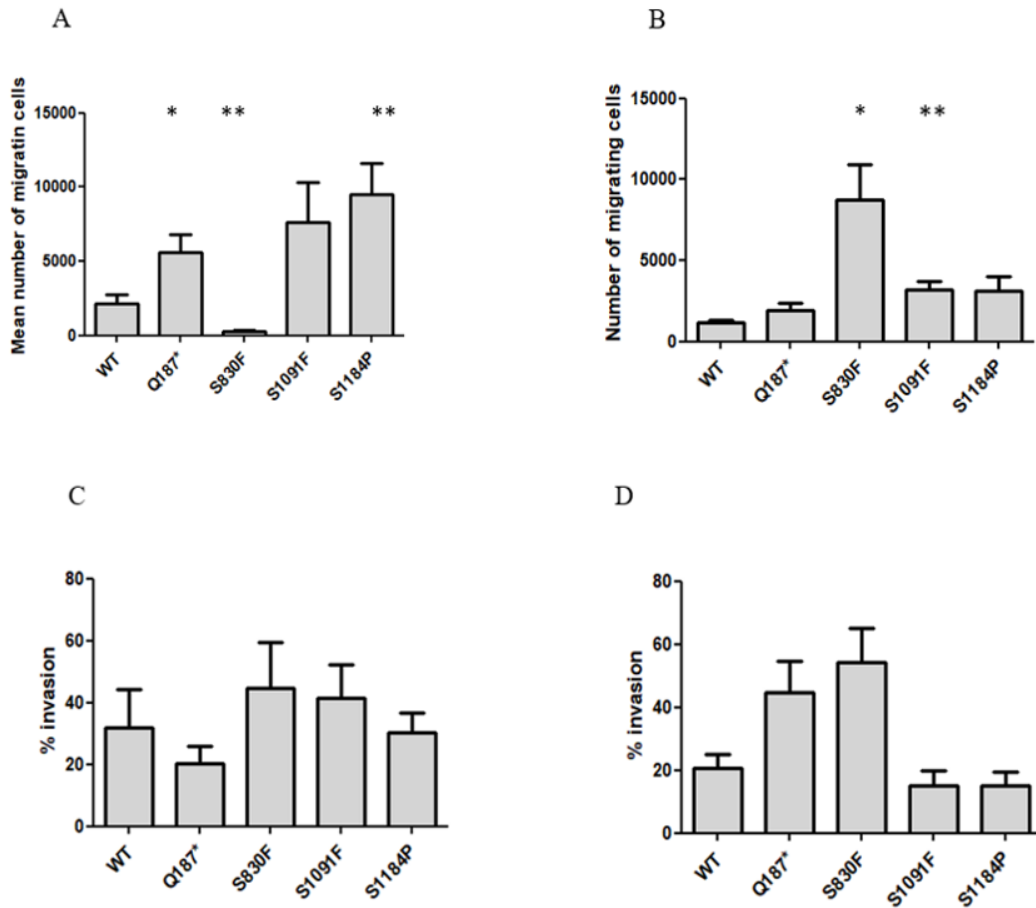 A
Mean number of migratin cells
15000
10000
5000
0
* ** **
WT Q187* S830F S1091F S1184P
B
Number of migrating cells
15000
10000
5000
0
* **
WT Q187* S830F S1091F S1184P
C
% invasion
80
60
40
20
0
WT Q187* S830F S1091F S1184P
D
% invasion
80
60
40
20
0
WT Q187* S830F S1091F S1184P